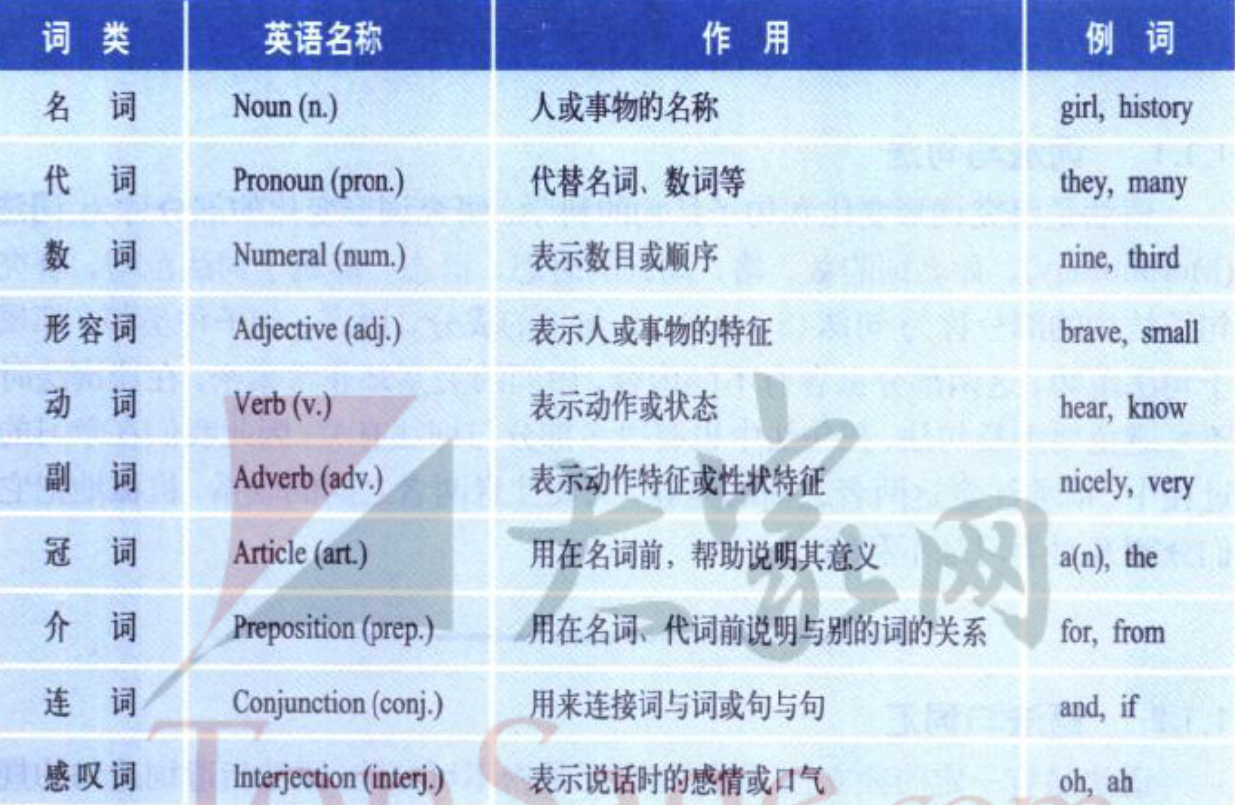 词 类 英语名称 作 用 例 词
名 词 Noun (n.) 人或事物的名称 girl, history
代 词 Pronoun (pron.) 代替名词、数词等 they, many
数 词 Numeral (num.) 表示数目或顺序 nine, third
形容词 Adjective (adj.) 表示人或事物的特征 brave, small
动 词 Verb (v.) 表示动作或状态 hear, know
副 词 Adverb (adv.) 表示动作特征或性状特征 nicely, very
冠 词 Article (art.) 用在名词前，帮助说明其意义 a(n), the
介 词 Preposition (prep.) 用在名词、代词前说明与别的词的关系 for, from
连 词 Conjunction (conj.) 用来连接词与词或句与句 and, if
感叹词 Interjection (interj.) 表示说话时的感情或口气 oh, ah
大家网